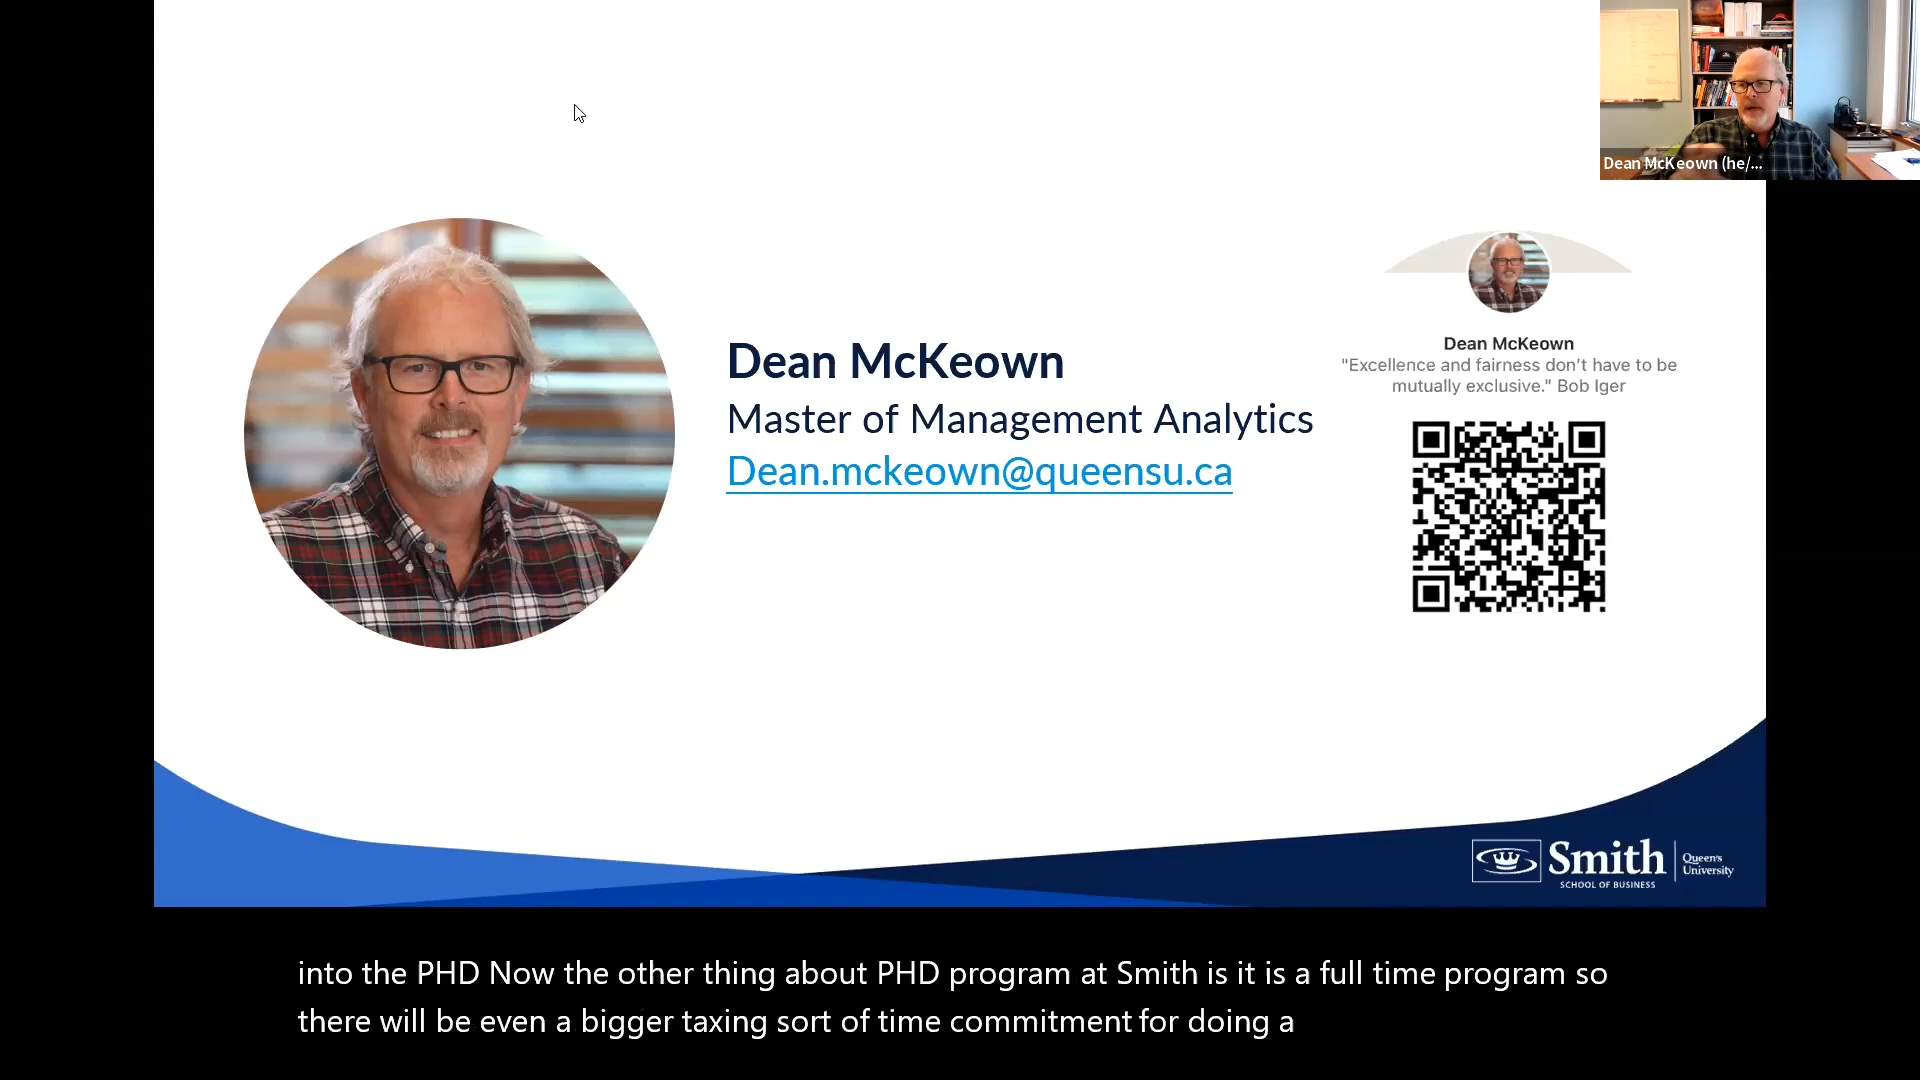 Dean McKeown (he/...
Dean McKeown
"Excellence and fairness don't have to be
mutually exclusive." Bob Iger
Dean McKeown
Master of Management Analytics
Dean.mckeown@queensu.ca
Smith
SCHOOL OF BUSINESS
Queen's
University
into the PHD Now the other thing about PHD program at Smith is it is a full time program so
there will be even a bigger taxing sort of time commitment for doing a